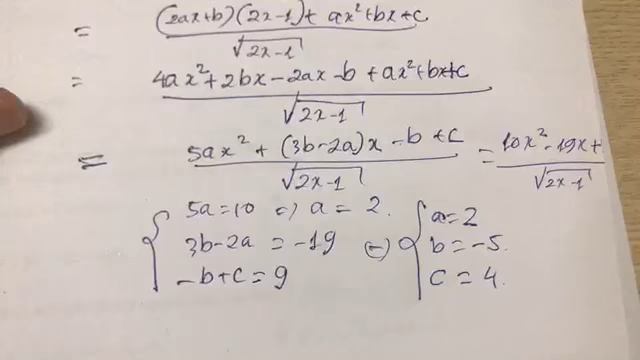 = (2ax+b)(2x-1)+ ax²+bx+c / √(2x-1)
= 4ax²+2bx-2ax-b+ax²+bx+c / √(2x-1)
= 5ax²+(3b-2a)x-b+c / √(2x-1) = 10x²-19x+ / √(2x-1)
{ 5a=10 => a=2. { a=2
3b-2a=-19 <=> b=-5.
-b+c=9 c=4.